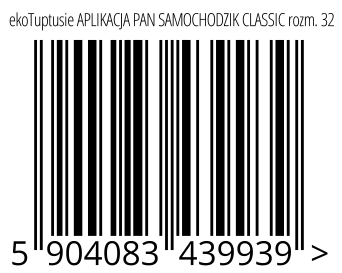 ekoTuptusie APLIKACJA PAN SAMOCHODZIK CLASSIC rozm. 32
5 904083 439939 >